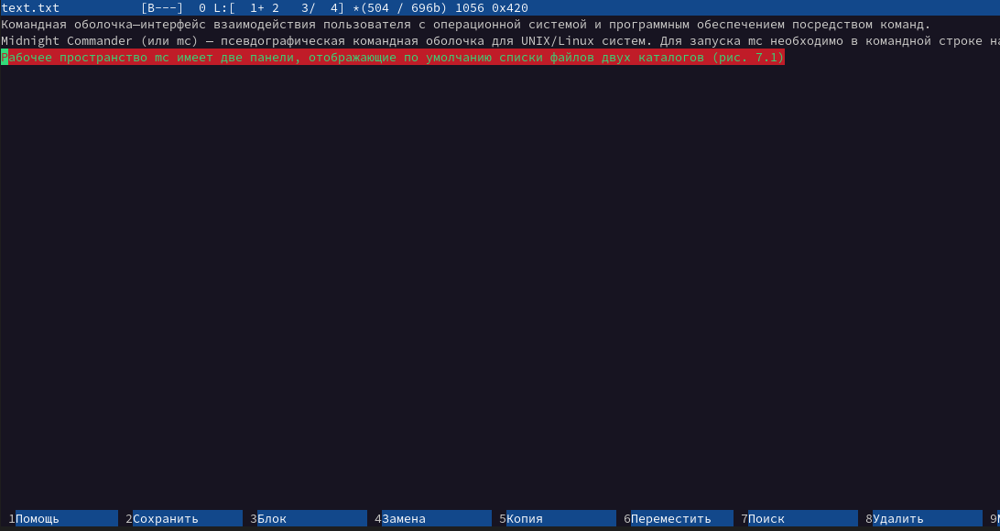 text.txt [B---] 0 L:[ 1+ 2 3/ 4] *(504 / 696b) 1056 0x420
Командная оболочка—интерфейс взаимодействия пользователя с операционной системой и программным обеспечением посредством команд.
Midnight Commander (или mc) — псевдографическая командная оболочка для UNIX/Linux систем. Для запуска mc необходимо в командной строке
Рабочее пространство mc имеет две панели, отображающие по умолчанию списки файлов двух каталогов (рис. 7.1)
1Помощь 2Сохранить 3Блок 4Замена 5Копия 6Переместить 7Поиск 8Удалить 9